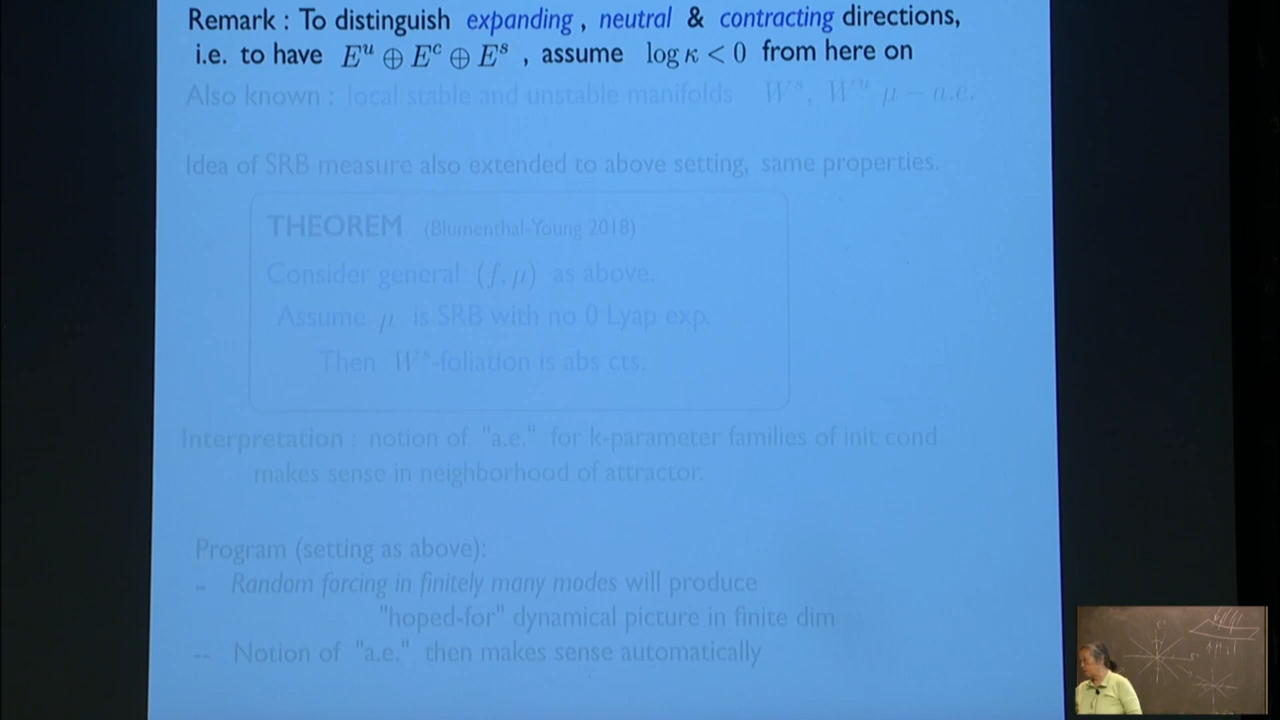 Remark : To distinguish expanding , neutral & contracting directions,
i.e. to have E^u ⊕ E^c ⊕ E^s , assume log κ < 0 from here on
Also known : local stable and unstable manifolds W^s, W^u μ − a.e.
Idea of SRB measure also extended to above setting, same properties.
THEOREM (Blumenthal-Young 2018)
Consider general (f, μ) as above.
Assume μ is SRB with no 0 Lyap exp.
Then W^s-foliation is abs cts.
Interpretation : notion of "a.e." for k-parameter families of init cond
makes sense in neighborhood of attractor.
Program (setting as above):
- Random forcing in finitely many modes will produce
"hoped-for" dynamical picture in finite dim
-- Notion of "a.e." then makes sense automatically